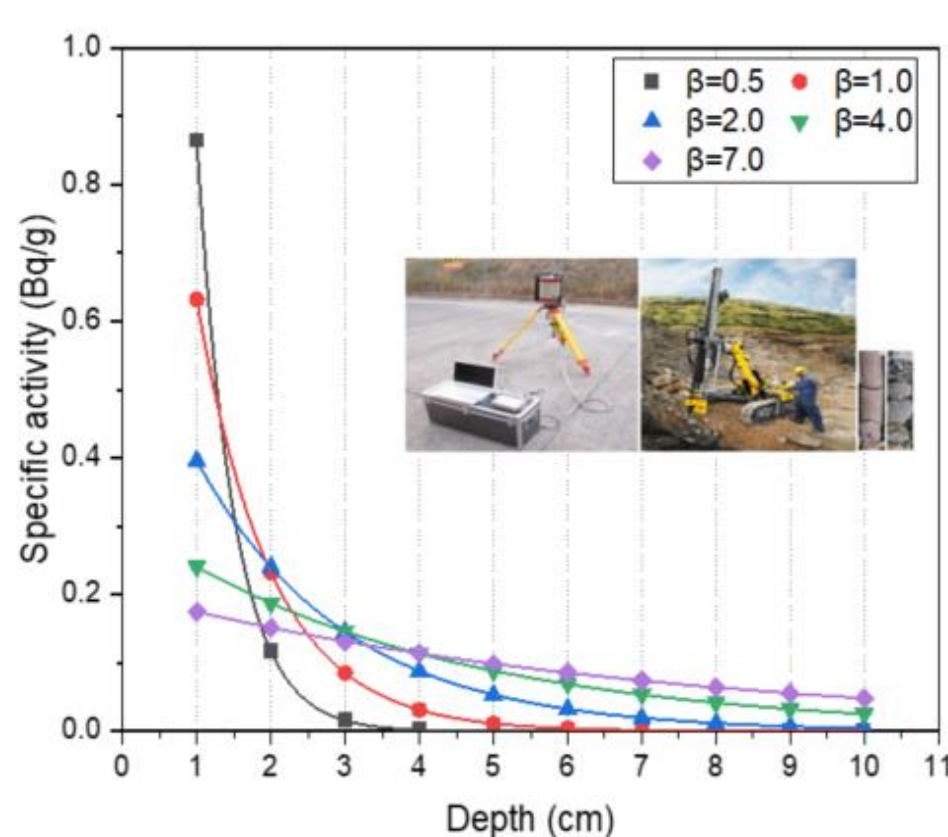 1.0
0.8
0.6
0.4
0.2
0.0
Specific activity (Bq/g)
β=0.5 β=1.0
β=2.0 β=4.0
β=7.0
0 1 2 3 4 5 6 7 8 9 10 11
Depth (cm)